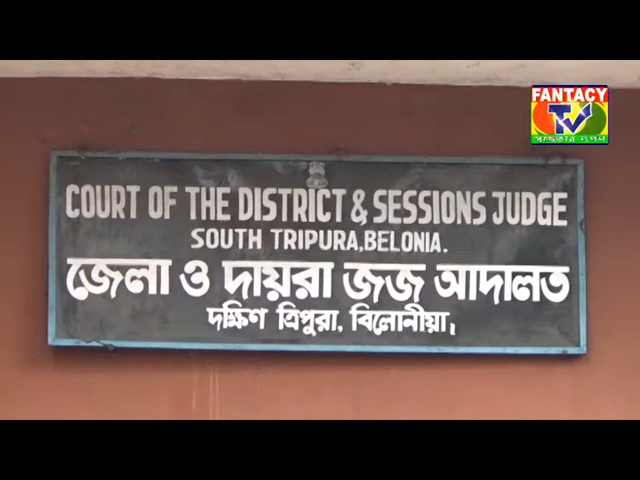 FANTACY
TV
COURT OF THE DISTRICT & SESSIONS JUDGE
SOUTH TRIPURA,BELONIA.
জেলা ও দায়রা জজ আদালত
দক্ষিণ ত্রিপুরা, বিলোনীয়া।